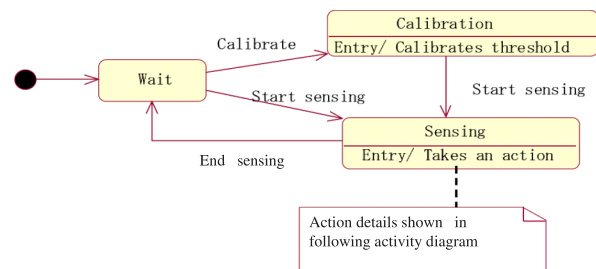 Calibration
Entry/ Calibrates threshold
Calibrate
Wait
Start sensing
Start sensing
Sensing
Entry/ Takes an action
End sensing
Action details shown in
following activity diagram